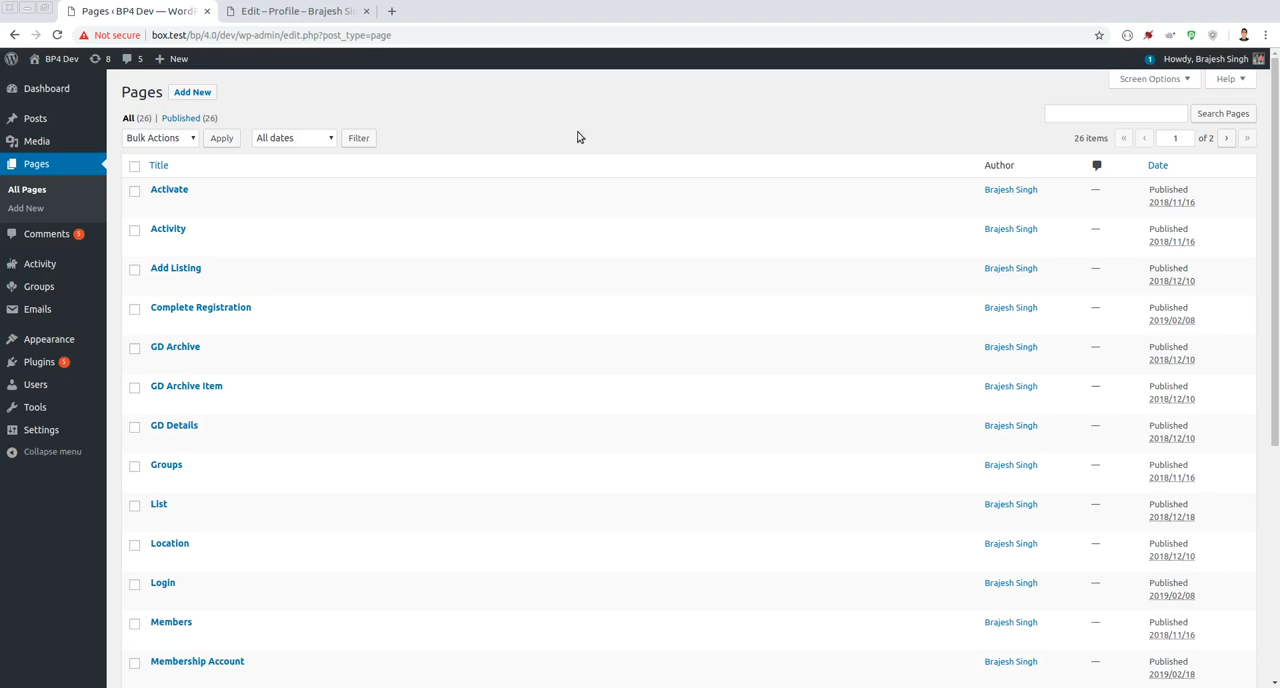 Pages ‹ BP4 Dev — WordP
Edit – Profile – Brajesh Si
Not secure
box.test/bp/4.0/dev/wp-admin/edit.php?post_type=page
BP4 Dev 8 5 New
1 Howdy, Brajesh Singh
Dashboard
Posts
Media
Pages
All Pages
Add New
Comments 5
Activity
Groups
Emails
Appearance
Plugins 5
Users
Tools
Settings
Collapse menu
Pages Add New
Screen Options Help
All (26) | Published (26)
Search Pages
Bulk Actions Apply All dates Filter
26 items « ‹ 1 of 2 › »
Title Author Date
Activate Brajesh Singh — Published
2018/11/16
Activity Brajesh Singh — Published
2018/11/16
Add Listing Brajesh Singh — Published
2018/12/10
Complete Registration Brajesh Singh — Published
2019/02/08
GD Archive Brajesh Singh — Published
2018/12/10
GD Archive Item Brajesh Singh — Published
2018/12/10
GD Details Brajesh Singh — Published
2018/12/10
Groups Brajesh Singh — Published
2018/11/16
List Brajesh Singh — Published
2018/12/18
Location Brajesh Singh — Published
2018/12/10
Login Brajesh Singh — Published
2019/02/08
Members Brajesh Singh — Published
2018/11/16
Membership Account Brajesh Singh — Published
2019/02/18